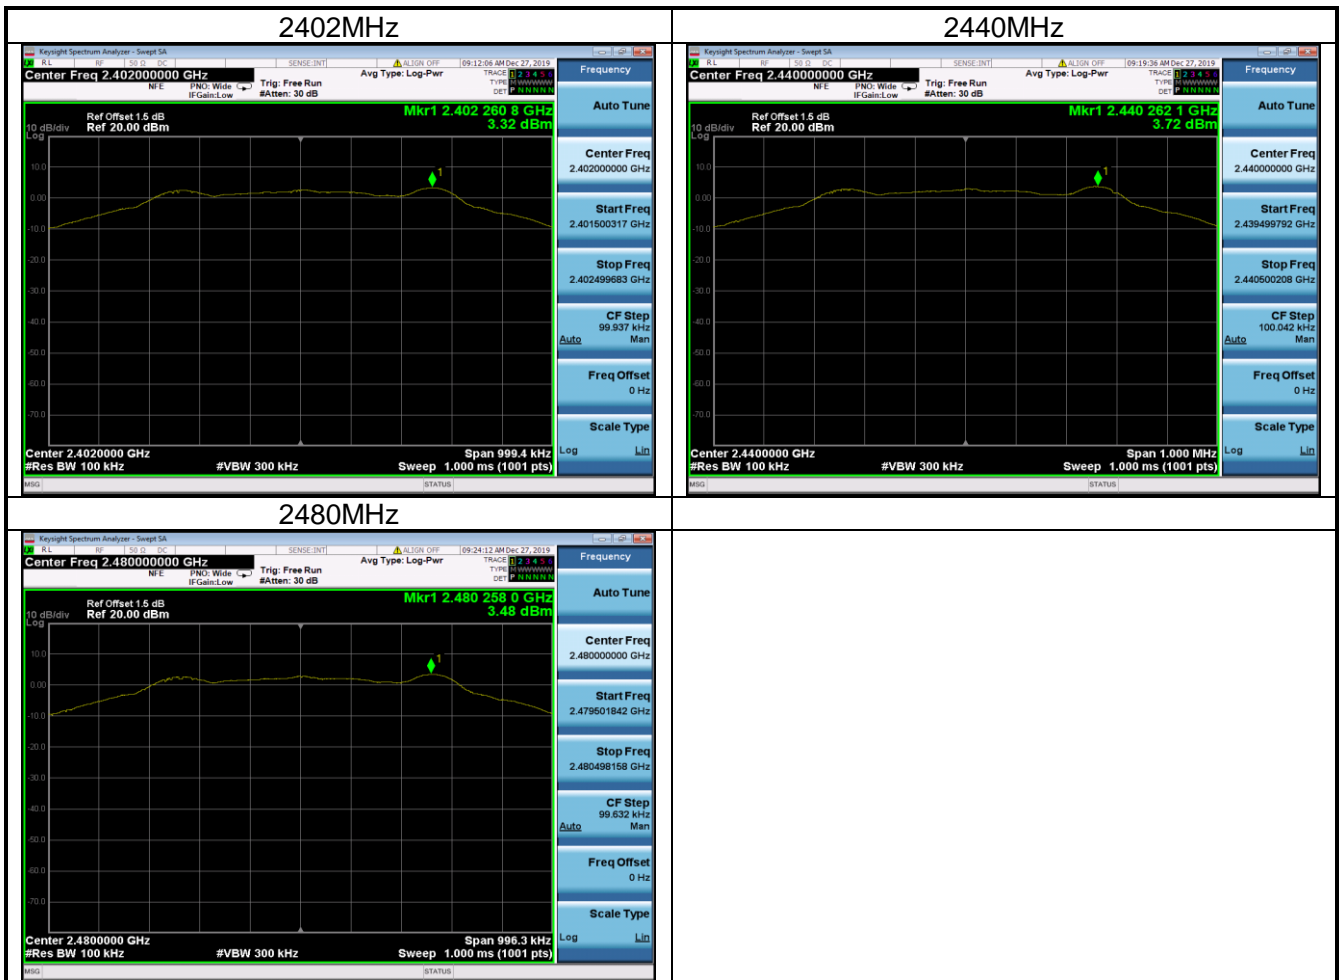 2402MHz
2440MHz
Keysight Spectrum Analyzer - Swept SA
RL RF 50 Ω DC SENSE:INT ALIGN OFF 09:12:06 AM Dec 27, 2019
Center Freq 2.402000000 GHz Avg Type: Log-Pwr TRACE 1 2 3 4 5 6
NFE PNO: Wide Trig: Free Run TYPE M WWWWW
IFGain:Low #Atten: 30 dB DET P N N N N N
Ref Offset 1.5 dB Mkr1 2.402 260 8 GHz
10 dB/div Ref 20.00 dBm 3.32 dBm
Log
10.0
0.00
-10.0
-20.0
-30.0
-40.0
-50.0
-60.0
-70.0
1
Center 2.4020000 GHz Span 999.4 kHz
#Res BW 100 kHz #VBW 300 kHz Sweep 1.000 ms (1001 pts)
MSG STATUS
Frequency
Auto Tune
Center Freq
2.402000000 GHz
Start Freq
2.401500317 GHz
Stop Freq
2.402499683 GHz
CF Step
99.937 kHz
Auto Man
Freq Offset
0 Hz
Scale Type
Log Lin
Keysight Spectrum Analyzer - Swept SA
RL RF 50 Ω DC SENSE:INT ALIGN OFF 09:19:36 AM Dec 27, 2019
Center Freq 2.440000000 GHz Avg Type: Log-Pwr TRACE 1 2 3 4 5 6
NFE PNO: Wide Trig: Free Run TYPE M WWWWW
IFGain:Low #Atten: 30 dB DET P N N N N N
Ref Offset 1.5 dB Mkr1 2.440 262 1 GHz
10 dB/div Ref 20.00 dBm 3.72 dBm
Log
10.0
0.00
-10.0
-20.0
-30.0
-40.0
-50.0
-60.0
-70.0
1
Center 2.4400000 GHz Span 1.000 MHz
#Res BW 100 kHz #VBW 300 kHz Sweep 1.000 ms (1001 pts)
MSG STATUS
Frequency
Auto Tune
Center Freq
2.440000000 GHz
Start Freq
2.439499792 GHz
Stop Freq
2.440500208 GHz
CF Step
100.042 kHz
Auto Man
Freq Offset
0 Hz
Scale Type
Log Lin
2480MHz
Keysight Spectrum Analyzer - Swept SA
RL RF 50 Ω DC SENSE:INT ALIGN OFF 09:24:12 AM Dec 27, 2019
Center Freq 2.480000000 GHz Avg Type: Log-Pwr TRACE 1 2 3 4 5 6
NFE PNO: Wide Trig: Free Run TYPE M WWWWW
IFGain:Low #Atten: 30 dB DET P N N N N N
Ref Offset 1.5 dB Mkr1 2.480 258 0 GHz
10 dB/div Ref 20.00 dBm 3.48 dBm
Log
10.0
0.00
-10.0
-20.0
-30.0
-40.0
-50.0
-60.0
-70.0
1
Center 2.4800000 GHz Span 996.3 kHz
#Res BW 100 kHz #VBW 300 kHz Sweep 1.000 ms (1001 pts)
MSG STATUS
Frequency
Auto Tune
Center Freq
2.480000000 GHz
Start Freq
2.479501842 GHz
Stop Freq
2.480498158 GHz
CF Step
99.632 kHz
Auto Man
Freq Offset
0 Hz
Scale Type
Log Lin